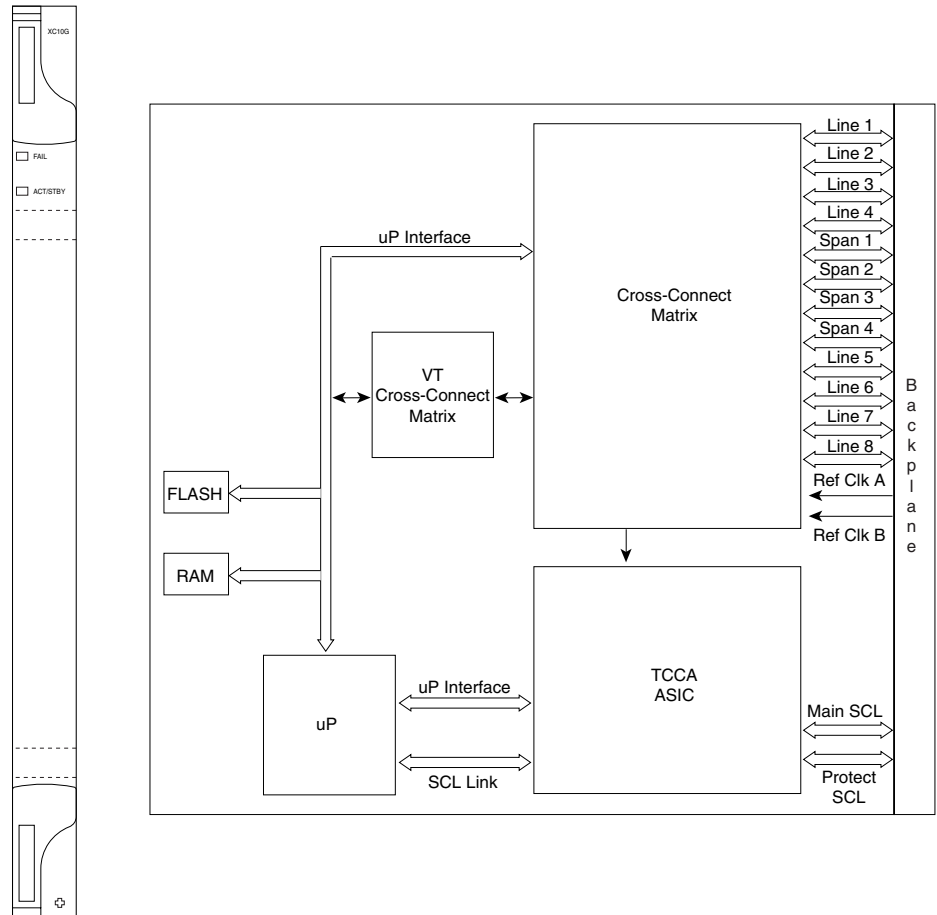 XC10G
FAIL
ACT/STBY
Line 1
Line 2
Line 3
Line 4
Span 1
Span 2
Span 3
Span 4
Line 5
Line 6
Line 7
Line 8
Ref Clk A
Ref Clk B
uP Interface
Cross-Connect
Matrix
VT
Cross-Connect
Matrix
FLASH
RAM
uP
uP Interface
SCL Link
TCCA
ASIC
Main SCL
Protect
SCL
Backplane